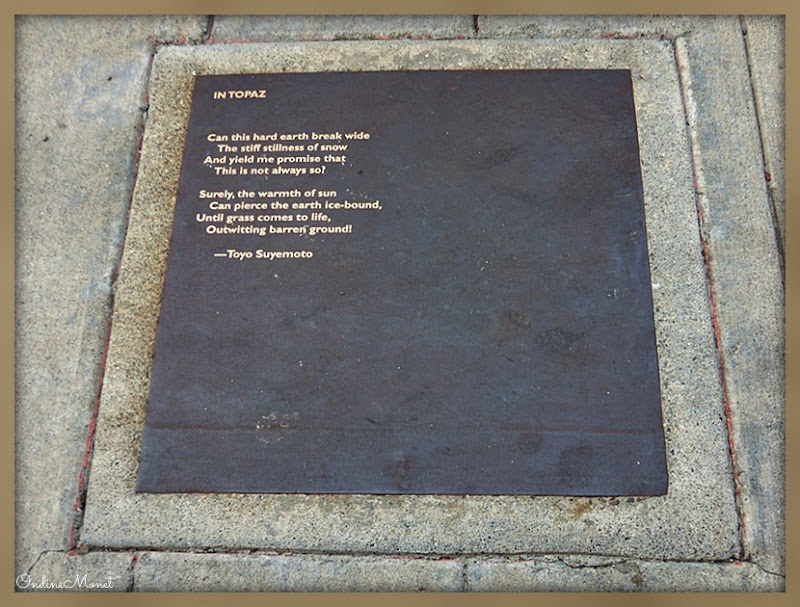 IN TOPAZ
Can this hard earth break wide
The stiff stillness of snow
And yield me promise that
This is not always so?
Surely, the warmth of sun
Can pierce the earth ice-bound,
Until grass comes to life,
Outwitting barren ground!
—Toyo Suyemoto
OndineMonet